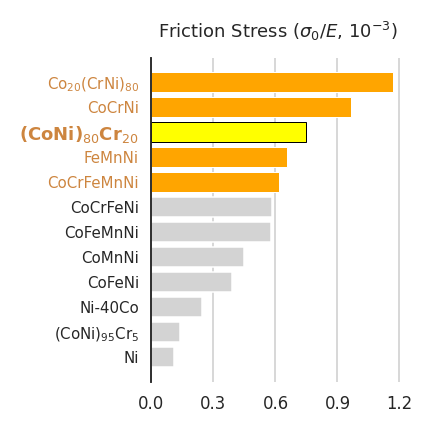 Friction Stress (σ₀/E, 10⁻³)
Co₂₀(CrNi)₈₀
CoCrNi
(CoNi)₈₀Cr₂₀
FeMnNi
CoCrFeMnNi
CoCrFeNi
CoFeMnNi
CoMnNi
CoFeNi
Ni-40Co
(CoNi)₉₅Cr₅
Ni
0.0 0.3 0.6 0.9 1.2